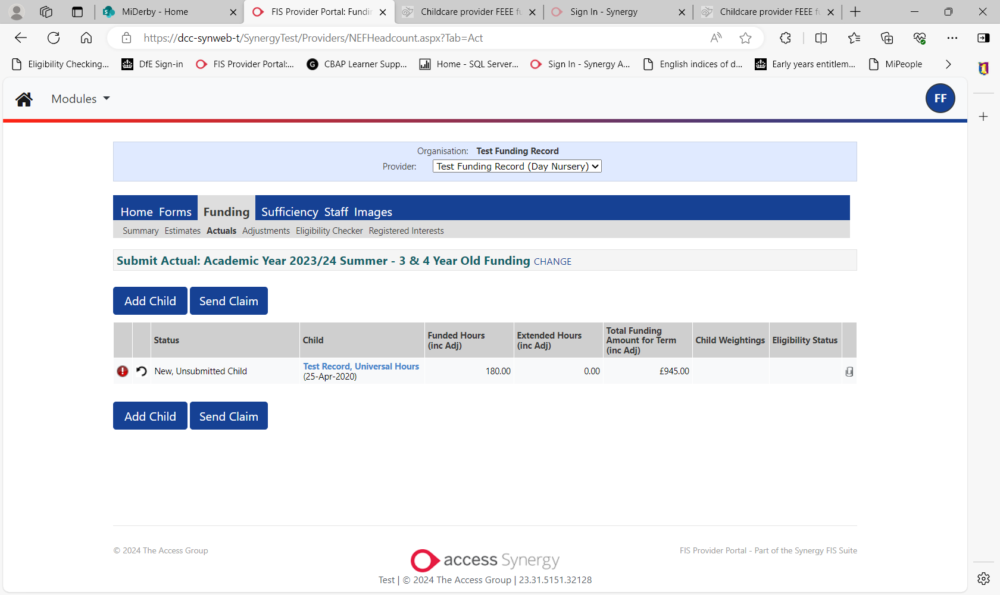 MiDerby - Home
FIS Provider Portal: Fundin
Childcare provider FEEE fu
Sign In - Synergy
Childcare provider FEEE fu
https://dcc-synweb-t/SynergyTest/Providers/NEFHeadcount.aspx?Tab=Act
Eligibility Checking...
DfE Sign-in
FIS Provider Portal:...
CBAP Learner Supp...
Home - SQL Server...
Sign In - Synergy A...
English indices of d...
Early years entitlem...
MiPeople
Modules
FF
Organisation: Test Funding Record
Provider: Test Funding Record (Day Nursery)
Home Forms Funding Sufficiency Staff Images
Summary Estimates Actuals Adjustments Eligibility Checker Registered Interests
Submit Actual: Academic Year 2023/24 Summer - 3 & 4 Year Old Funding CHANGE
Add Child Send Claim
Status
Child
Funded Hours
(inc Adj)
Extended Hours
(inc Adj)
Total Funding
Amount for Term
(inc Adj)
Child Weightings
Eligibility Status
New, Unsubmitted Child
Test Record, Universal Hours
(25-Apr-2020)
180.00
0.00
£945.00
Add Child Send Claim
© 2024 The Access Group
access Synergy
FIS Provider Portal - Part of the Synergy FIS Suite
Test | © 2024 The Access Group | 23.31.5151.32128